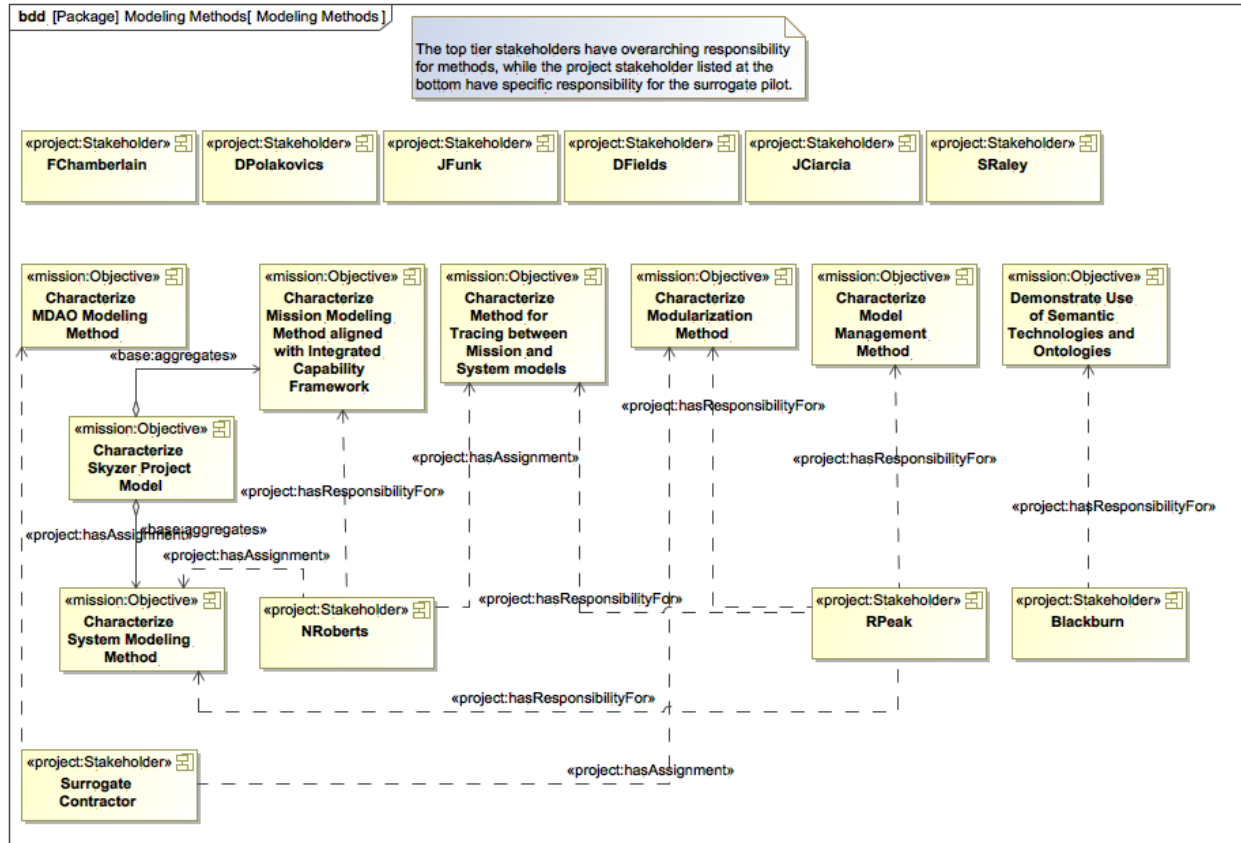 bdd [Package] Modeling Methods[ Modeling Methods ]
The top tier stakeholders have overarching responsibility
for methods, while the project stakeholder listed at the
bottom have specific responsibility for the surrogate pilot.
«project:Stakeholder»
FChamberlain
«project:Stakeholder»
DPolakovics
«project:Stakeholder»
JFunk
«project:Stakeholder»
DFields
«project:Stakeholder»
JCiarcia
«project:Stakeholder»
SRaley
«mission:Objective»
Characterize
MDAO Modeling
Method
«mission:Objective»
Characterize
Mission Modeling
Method aligned
with Integrated
Capability
Framework
«mission:Objective»
Characterize
Method for
Tracing between
Mission and
System models
«mission:Objective»
Characterize
Modularization
Method
«mission:Objective»
Characterize
Model
Management
Method
«mission:Objective»
Demonstrate Use
of Semantic
Technologies and
Ontologies
«base:aggregates»
«project:hasResponsibilityFor»
«mission:Objective»
Characterize
Skyzer Project
Model
«project:hasAssignment»
«project:hasResponsibilityFor»
«project:hasResponsibilityFor»
«project:hasResponsibilityFor»
«project:hasAssignment»
«base:aggregates»
«project:hasAssignment»
«mission:Objective»
Characterize
System Modeling
Method
«project:Stakeholder»
NRoberts
«project:hasResponsibilityFor»
«project:Stakeholder»
RPeak
«project:Stakeholder»
Blackburn
«project:hasResponsibilityFor»
«project:Stakeholder»
Surrogate
Contractor
«project:hasAssignment»